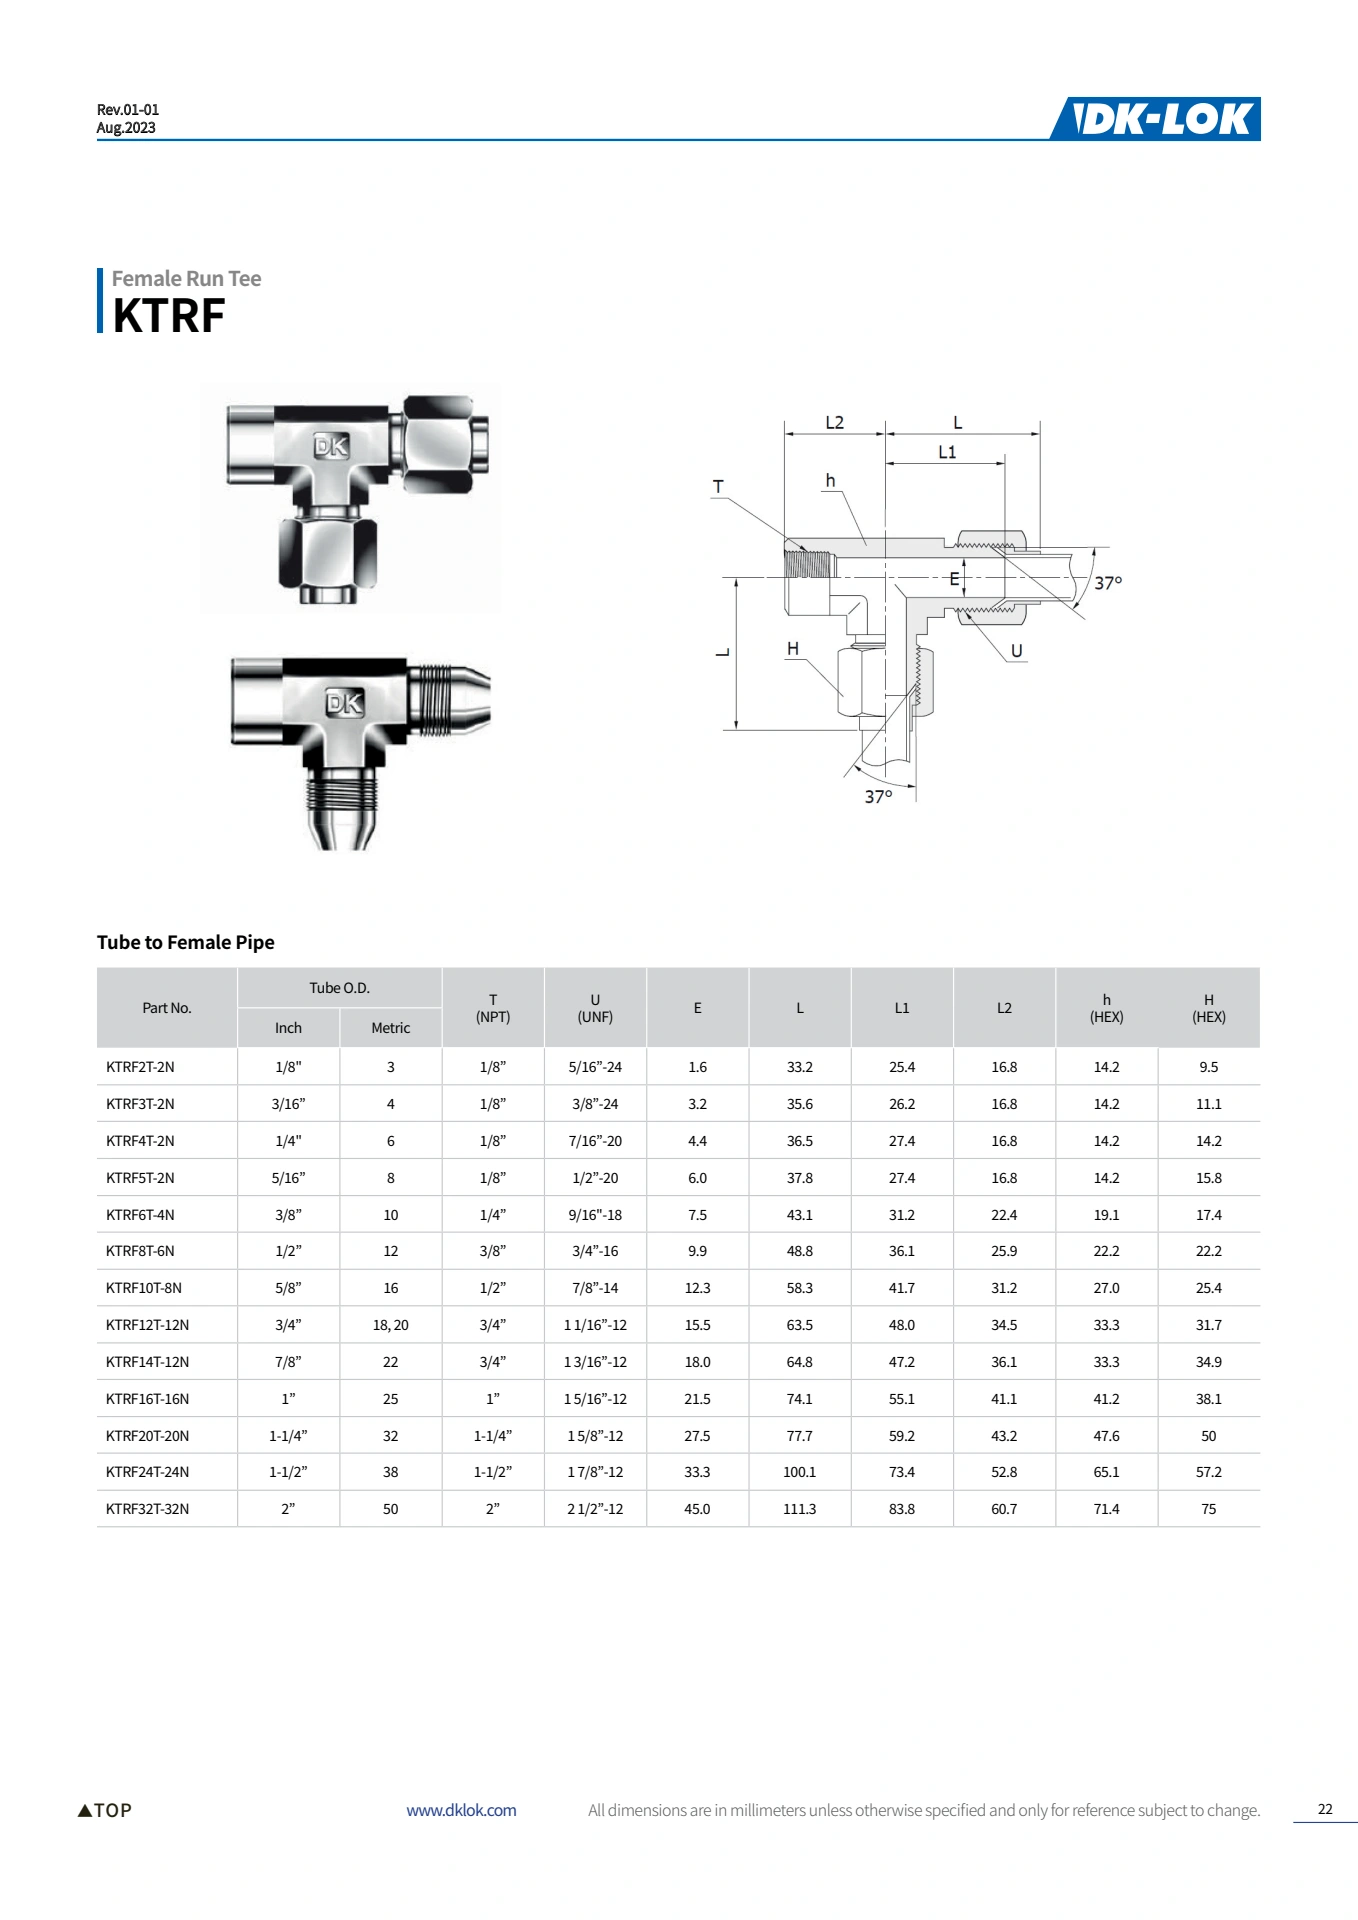 Rev.01-01
Aug.2023
DK-LOK
Female Run Tee
KTRF
DK
DK
L2 L
L1
T h
E 37°
L H U
37°
Tube to Female Pipe
Part No. Tube O.D. T (NPT) U (UNF) E L L1 L2 h (HEX) H (HEX)
Inch Metric
KTRF2T-2N 1/8" 3 1/8” 5/16”-24 1.6 33.2 25.4 16.8 14.2 9.5
KTRF3T-2N 3/16” 4 1/8” 3/8”-24 3.2 35.6 26.2 16.8 14.2 11.1
KTRF4T-2N 1/4" 6 1/8” 7/16”-20 4.4 36.5 27.4 16.8 14.2 14.2
KTRF5T-2N 5/16” 8 1/8” 1/2”-20 6.0 37.8 27.4 16.8 14.2 15.8
KTRF6T-4N 3/8” 10 1/4” 9/16"-18 7.5 43.1 31.2 22.4 19.1 17.4
KTRF8T-6N 1/2” 12 3/8” 3/4”-16 9.9 48.8 36.1 25.9 22.2 22.2
KTRF10T-8N 5/8” 16 1/2” 7/8”-14 12.3 58.3 41.7 31.2 27.0 25.4
KTRF12T-12N 3/4” 18, 20 3/4” 1 1/16”-12 15.5 63.5 48.0 34.5 33.3 31.7
KTRF14T-12N 7/8” 22 3/4” 1 3/16”-12 18.0 64.8 47.2 36.1 33.3 34.9
KTRF16T-16N 1” 25 1” 1 5/16”-12 21.5 74.1 55.1 41.1 41.2 38.1
KTRF20T-20N 1-1/4” 32 1-1/4” 1 5/8”-12 27.5 77.7 59.2 43.2 47.6 50
KTRF24T-24N 1-1/2” 38 1-1/2” 1 7/8”-12 33.3 100.1 73.4 52.8 65.1 57.2
KTRF32T-32N 2” 50 2” 2 1/2”-12 45.0 111.3 83.8 60.7 71.4 75
▲TOP www.dklok.com All dimensions are in millimeters unless otherwise specified and only for reference subject to change. 22